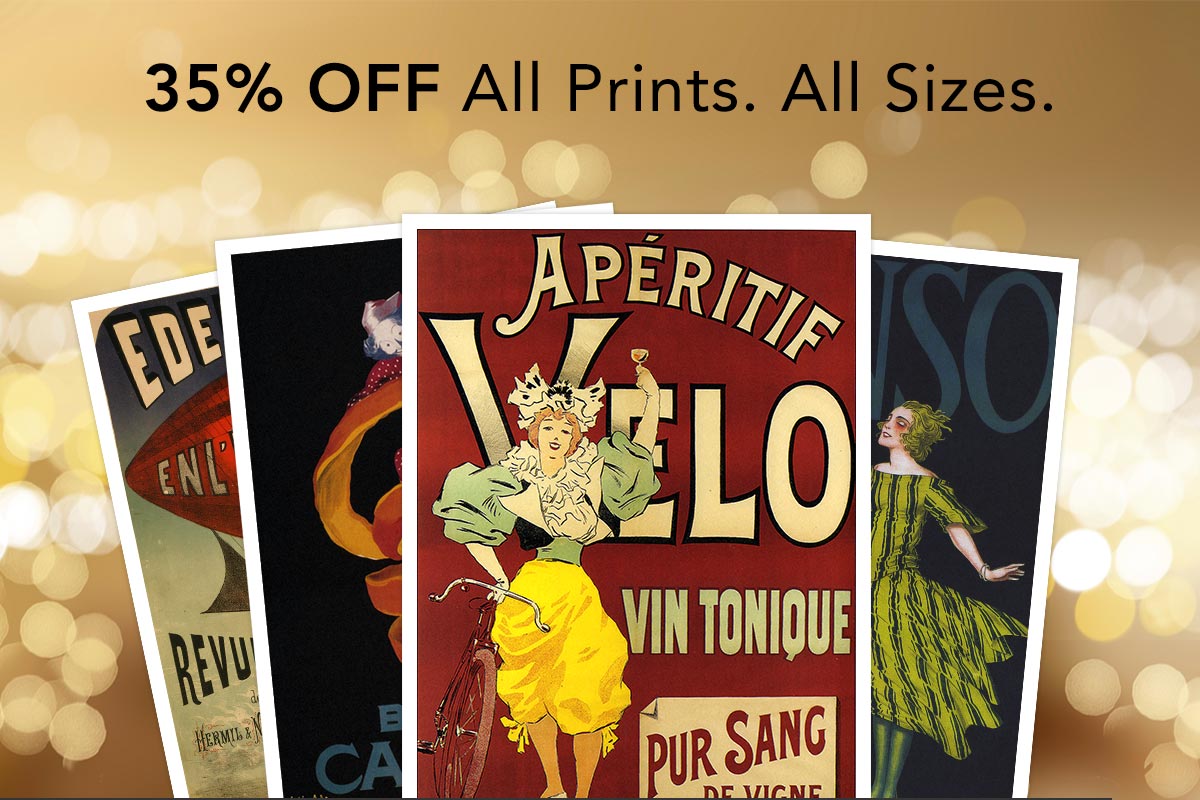 35% OFF All Prints. All Sizes.
EDE
EN L'
REVU
HERMIL &
B
CA
APÉRITIF
VELO
VIN TONIQUE
PUR SANG
DE VIGNE
NSO